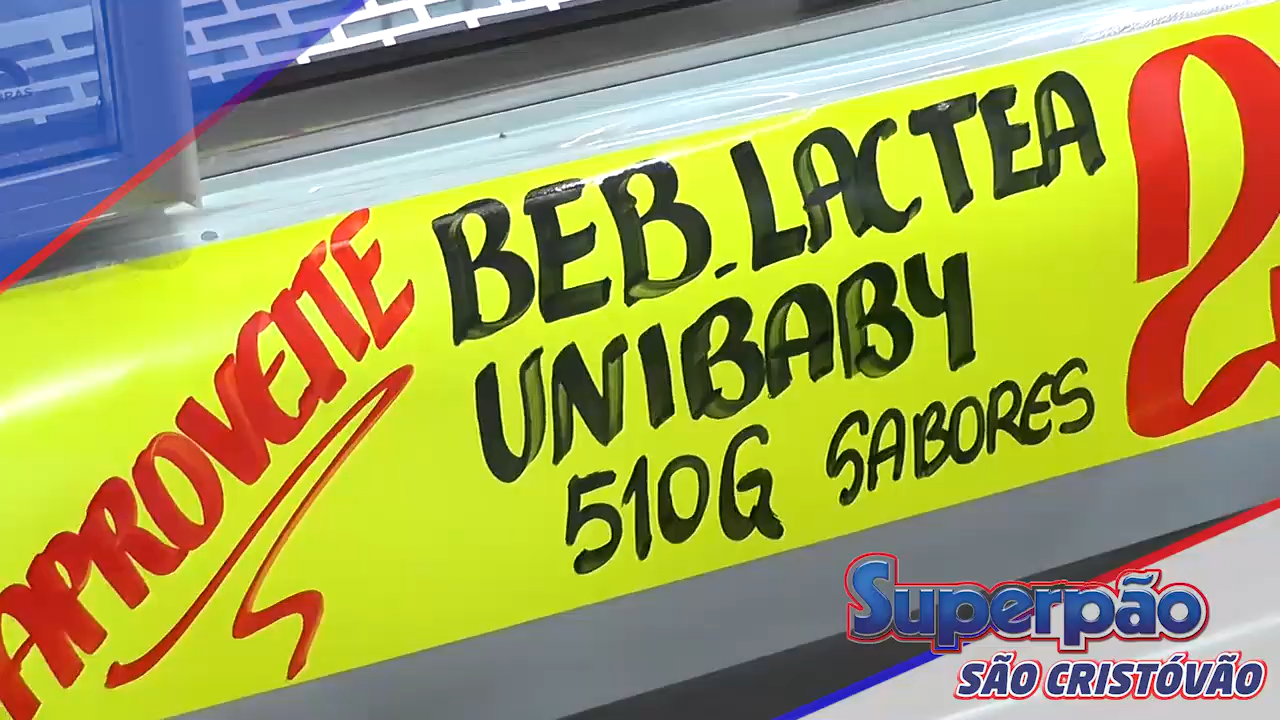 APROVEITE
BEB. LACTEA
UNIBABY
510G SABORES
2
Superpão
SÃO CRISTÓVÃO